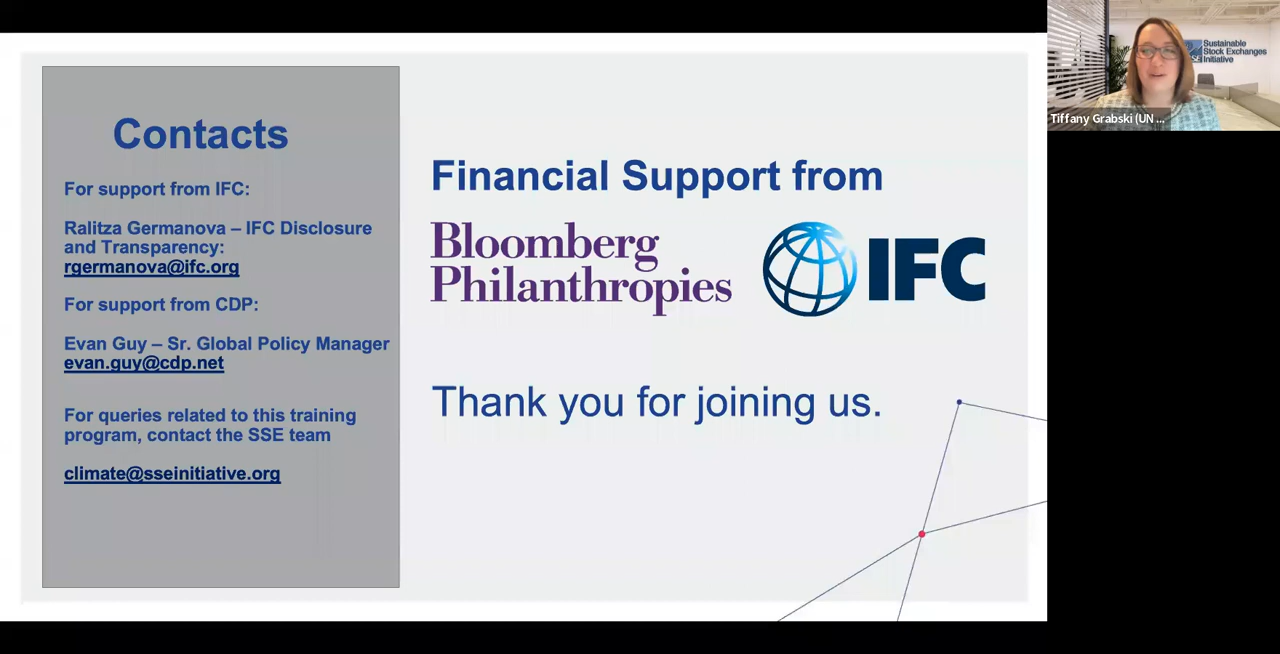 Contacts
For support from IFC:
Ralitza Germanova – IFC Disclosure
and Transparency:
rgermanova@ifc.org
For support from CDP:
Evan Guy – Sr. Global Policy Manager
evan.guy@cdp.net
For queries related to this training
program, contact the SSE team
climate@sseinitiative.org
Financial Support from
Bloomberg
Philanthropies
IFC
Thank you for joining us.
Sustainable
Stock Exchanges
Initiative
Tiffany Grabski (UN ...